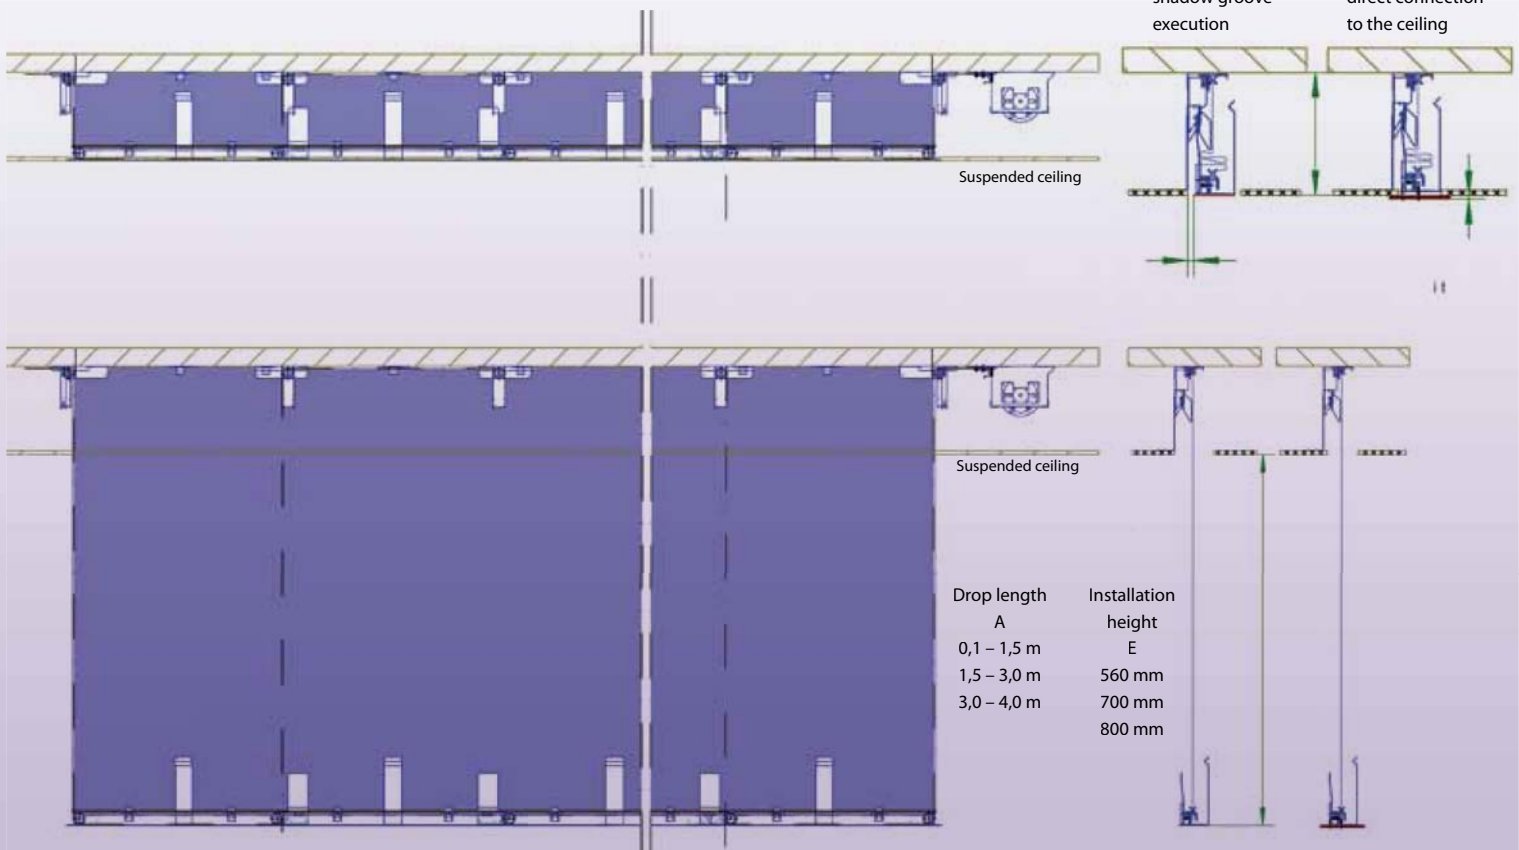 shadow groove
execution
direct connection
to the ceiling
Suspended ceiling
Suspended ceiling
Drop length
A
0,1 – 1,5 m
1,5 – 3,0 m
3,0 – 4,0 m
Installation
height
E
560 mm
700 mm
800 mm